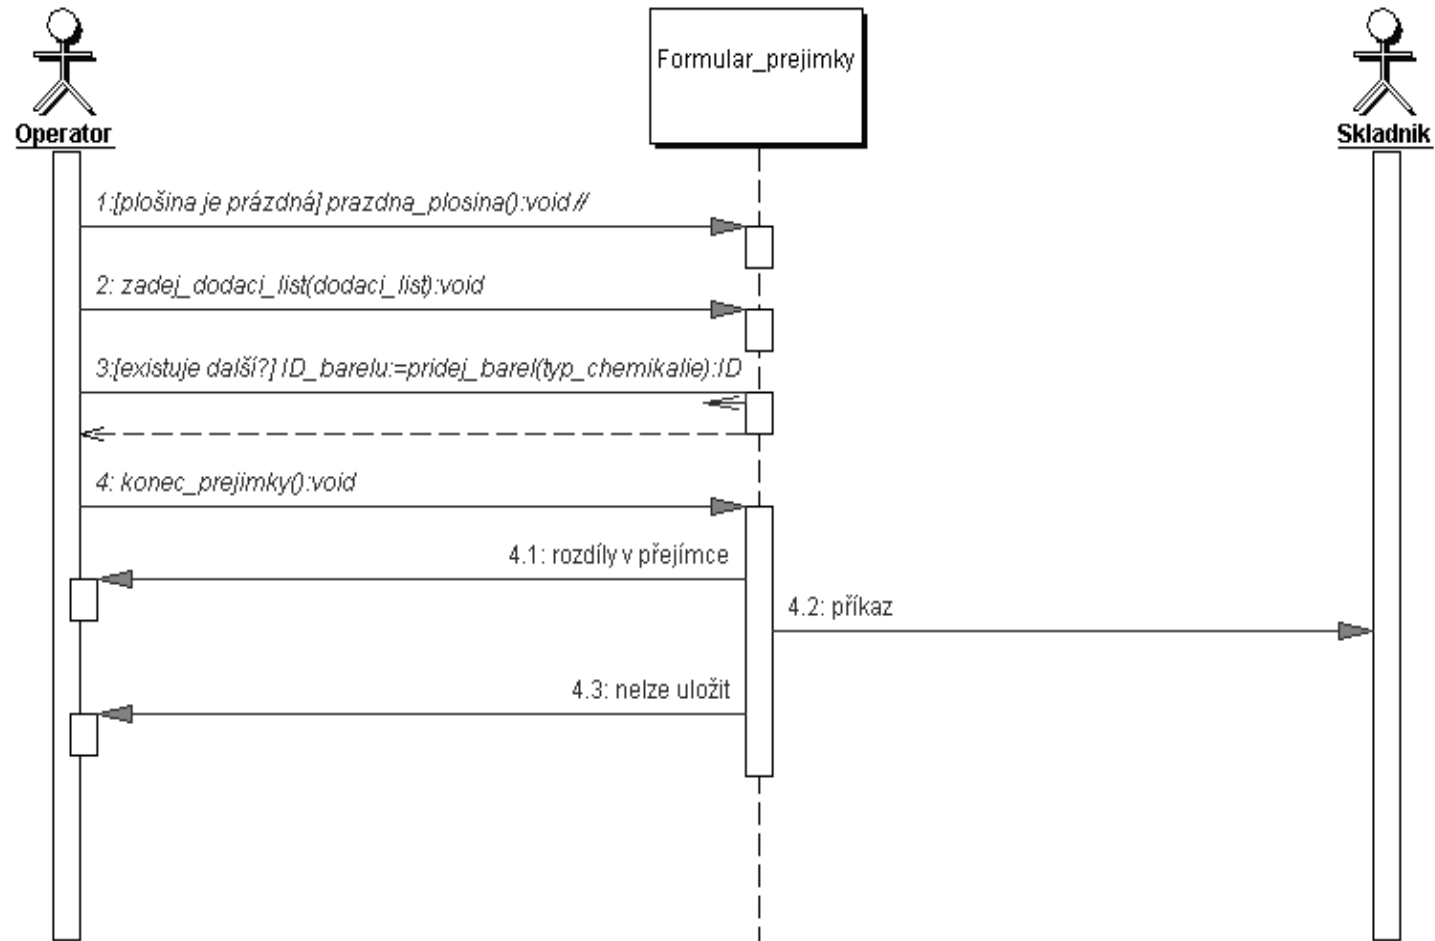 Formular_prejimky
Operator
Skladnik
1:[plošina je prázdná] prazdna_plosina():void //
2: zadej_dodaci_list(dodaci_list):void
3:[existuje další?] ID_barelu:=pridej_barel(typ_chemikalie):ID
4: konec_prejimky():void
4.1: rozdíly v přejímce
4.2: příkaz
4.3: nelze uložit